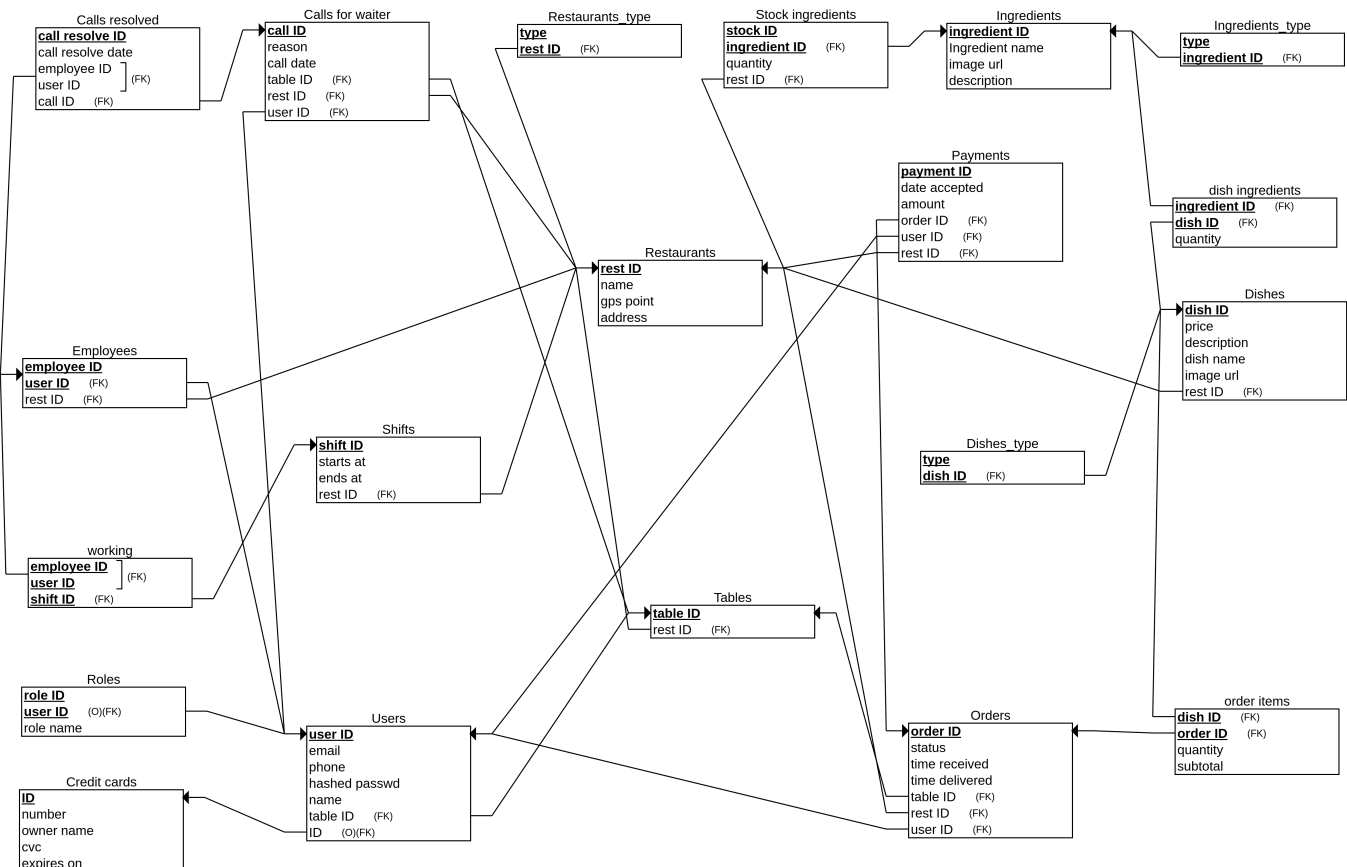 Calls resolved
call resolve ID
call resolve date
employee ID
user ID
(FK)
call ID (FK)
Calls for waiter
call ID
reason
call date
table ID (FK)
rest ID (FK)
user ID (FK)
Restaurants_type
type
rest ID (FK)
Stock ingredients
stock ID
ingredient ID (FK)
quantity
rest ID (FK)
Ingredients
ingredient ID
Ingredient name
image url
description
Ingredients_type
type
ingredient ID (FK)
Payments
payment ID
date accepted
amount
order ID (FK)
user ID (FK)
rest ID (FK)
dish ingredients
ingredient ID (FK)
dish ID (FK)
quantity
Restaurants
rest ID
name
gps point
address
Dishes
dish ID
price
description
dish name
image url
rest ID (FK)
Employees
employee ID
user ID (FK)
rest ID (FK)
Shifts
shift ID
starts at
ends at
rest ID (FK)
Dishes_type
type
dish ID (FK)
working
employee ID
user ID
(FK)
shift ID (FK)
Tables
table ID
rest ID (FK)
Roles
role ID
user ID (O)(FK)
role name
Users
user ID
email
phone
hashed passwd
name
table ID (FK)
ID (O)(FK)
Orders
order ID
status
time received
time delivered
table ID (FK)
rest ID (FK)
user ID (FK)
order items
dish ID (FK)
order ID (FK)
quantity
subtotal
Credit cards
ID
number
owner name
cvc
expires on